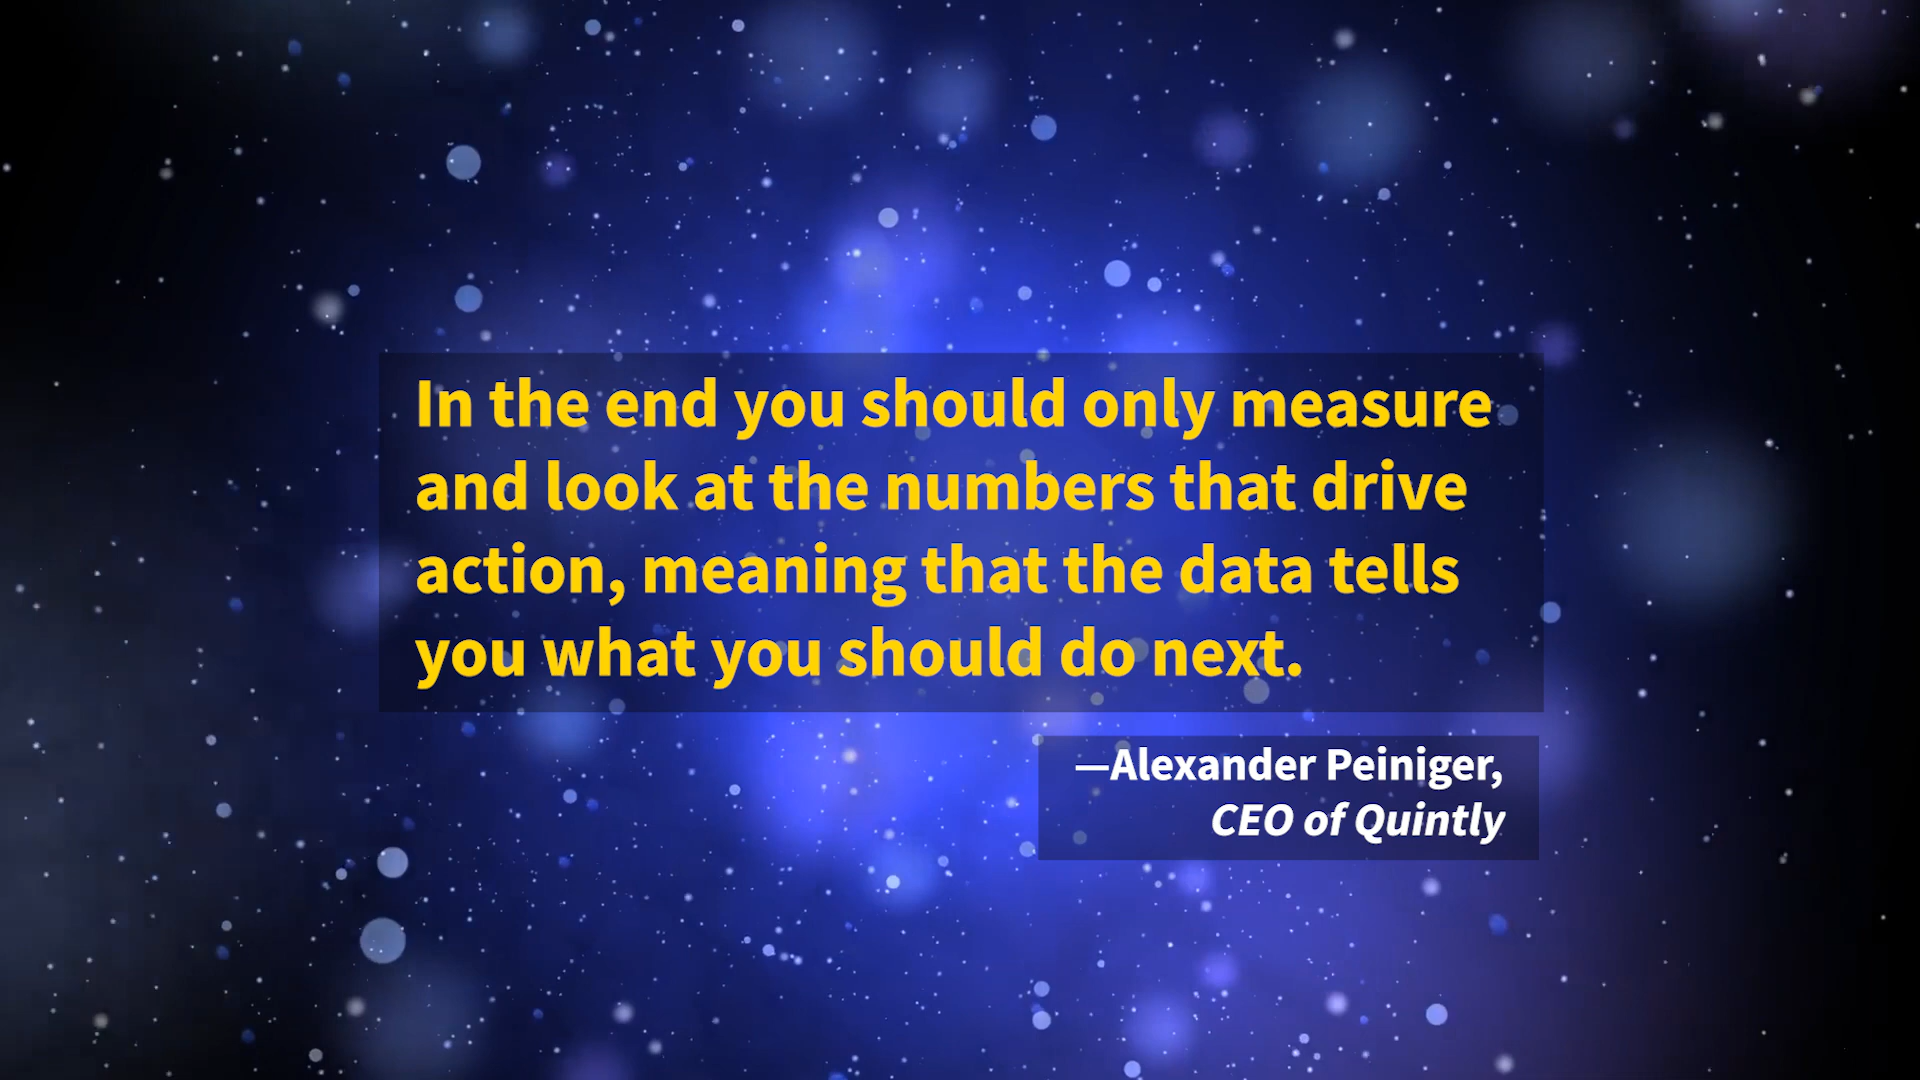 In the end you should only measure
and look at the numbers that drive
action, meaning that the data tells
you what you should do next.
—Alexander Peiniger,
CEO of Quintly